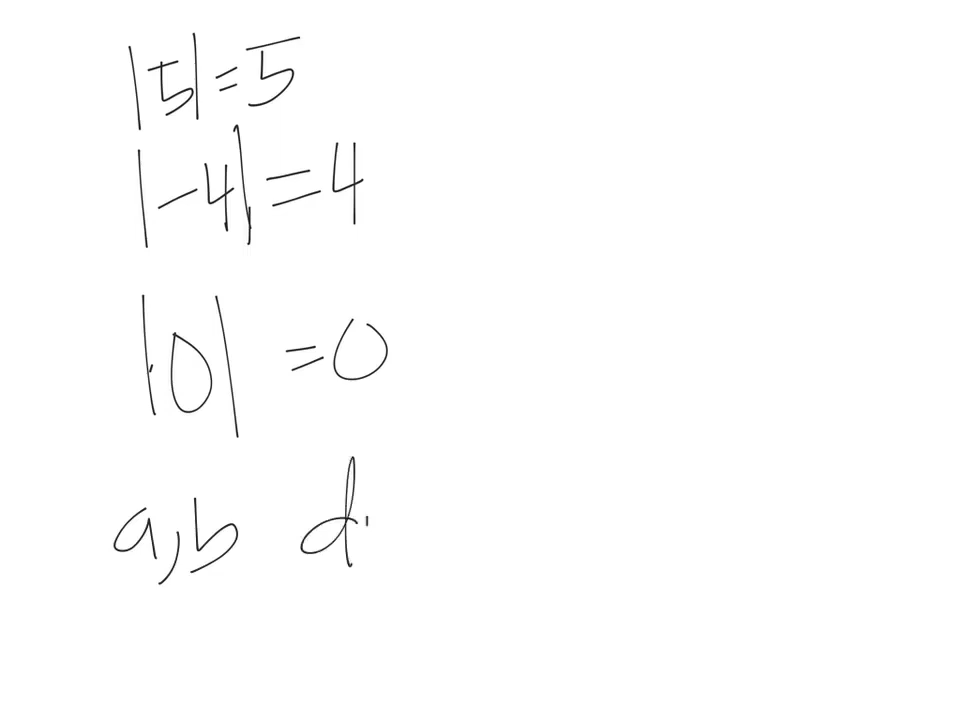 |5| = 5
|-4| = 4
|0| = 0
a, b d